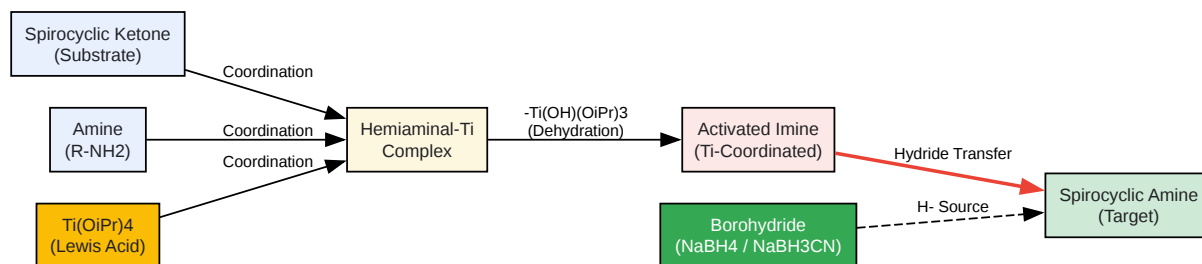 Spirocyclic Ketone
(Substrate)
Coordination
Amine
(R-NH2)
Coordination
Coordination
Ti(OiPr)4
(Lewis Acid)
Hemiaminal-Ti
Complex
-Ti(OH)(OiPr)3
(Dehydration)
Activated Imine
(Ti-Coordinated)
Hydride Transfer
Borohydride
(NaBH4 / NaBH3CN)
H- Source
Spirocyclic Amine
(Target)